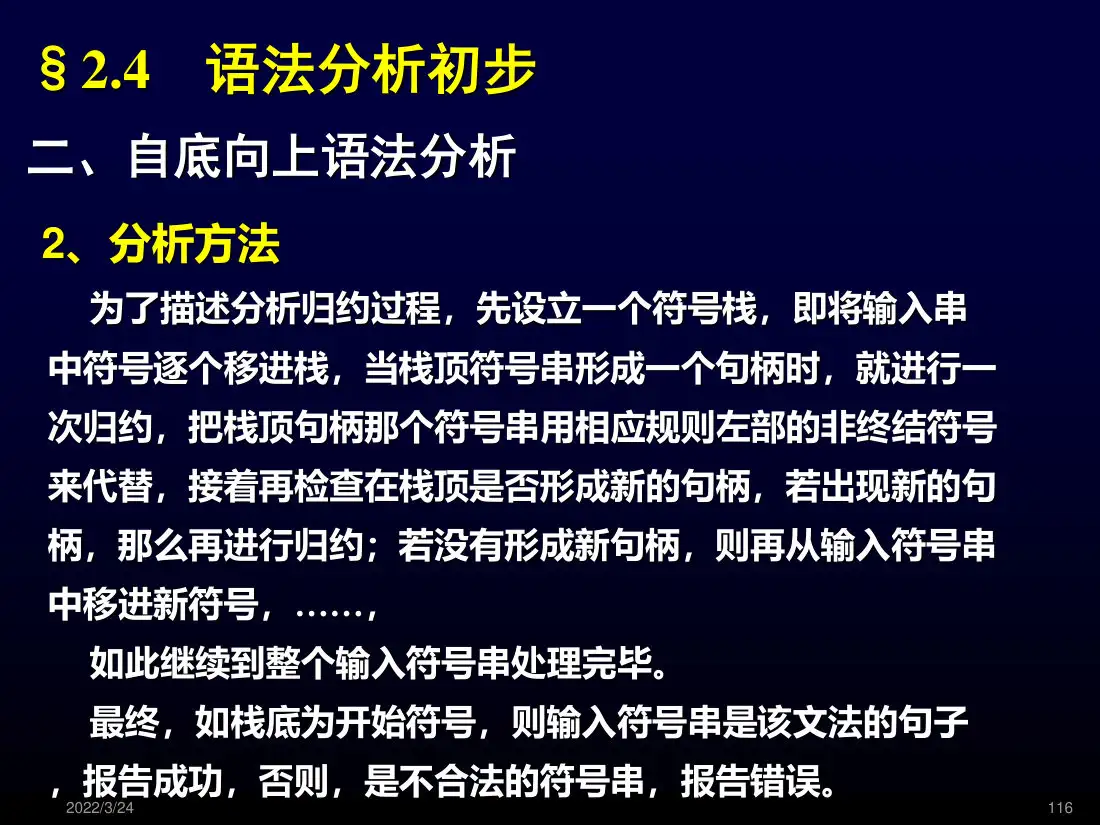 §2.4 语法分析初步
二、自底向上语法分析
2、分析方法
为了描述分析归约过程，先设立一个符号栈，即将输入串
中符号逐个移进栈，当栈顶符号串形成一个句柄时，就进行一
次归约，把栈顶句柄那个符号串用相应规则左部的非终结符号
来代替，接着再检查在栈顶是否形成新的句柄，若出现新的句
柄，那么再进行归约；若没有形成新句柄，则再从输入符号串
中移进新符号，……，
如此继续到整个输入符号串处理完毕。
最终，如栈底为开始符号，则输入符号串是该文法的句子
，报告成功，否则，是不合法的符号串，报告错误。
2022/3/24 116